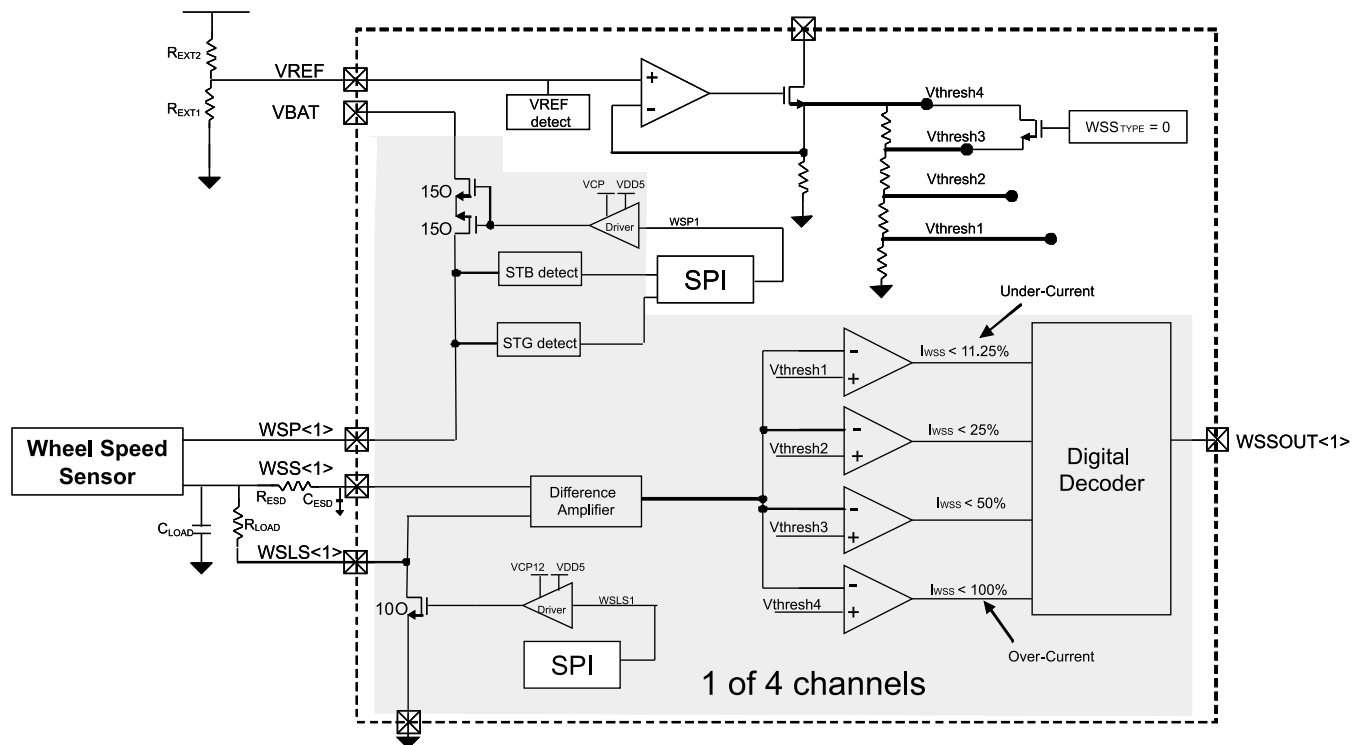 REXT2
VREF
REXT1
VBAT
VREF
detect
+
-
Vthresh4
Vthresh3
WSSTYPE = 0
Vthresh2
Vthresh1
15O
15O
VCP
VDD5
Driver
WSP1
STB detect
SPI
STG detect
Under-Current
-
Vthresh1
+
IWSS < 11.25%
-
Vthresh2
+
IWSS < 25%
-
Vthresh3
+
IWSS < 50%
-
Vthresh4
+
IWSS < 100%
Over-Current
Digital
Decoder
WSSOUT<1>
Wheel Speed
Sensor
WSP<1>
WSS<1>
RESD
CESD
CLOAD
RLOAD
WSLS<1>
Difference
Amplifier
VCP12
VDD5
Driver
WSLS1
10O
SPI
1 of 4 channels